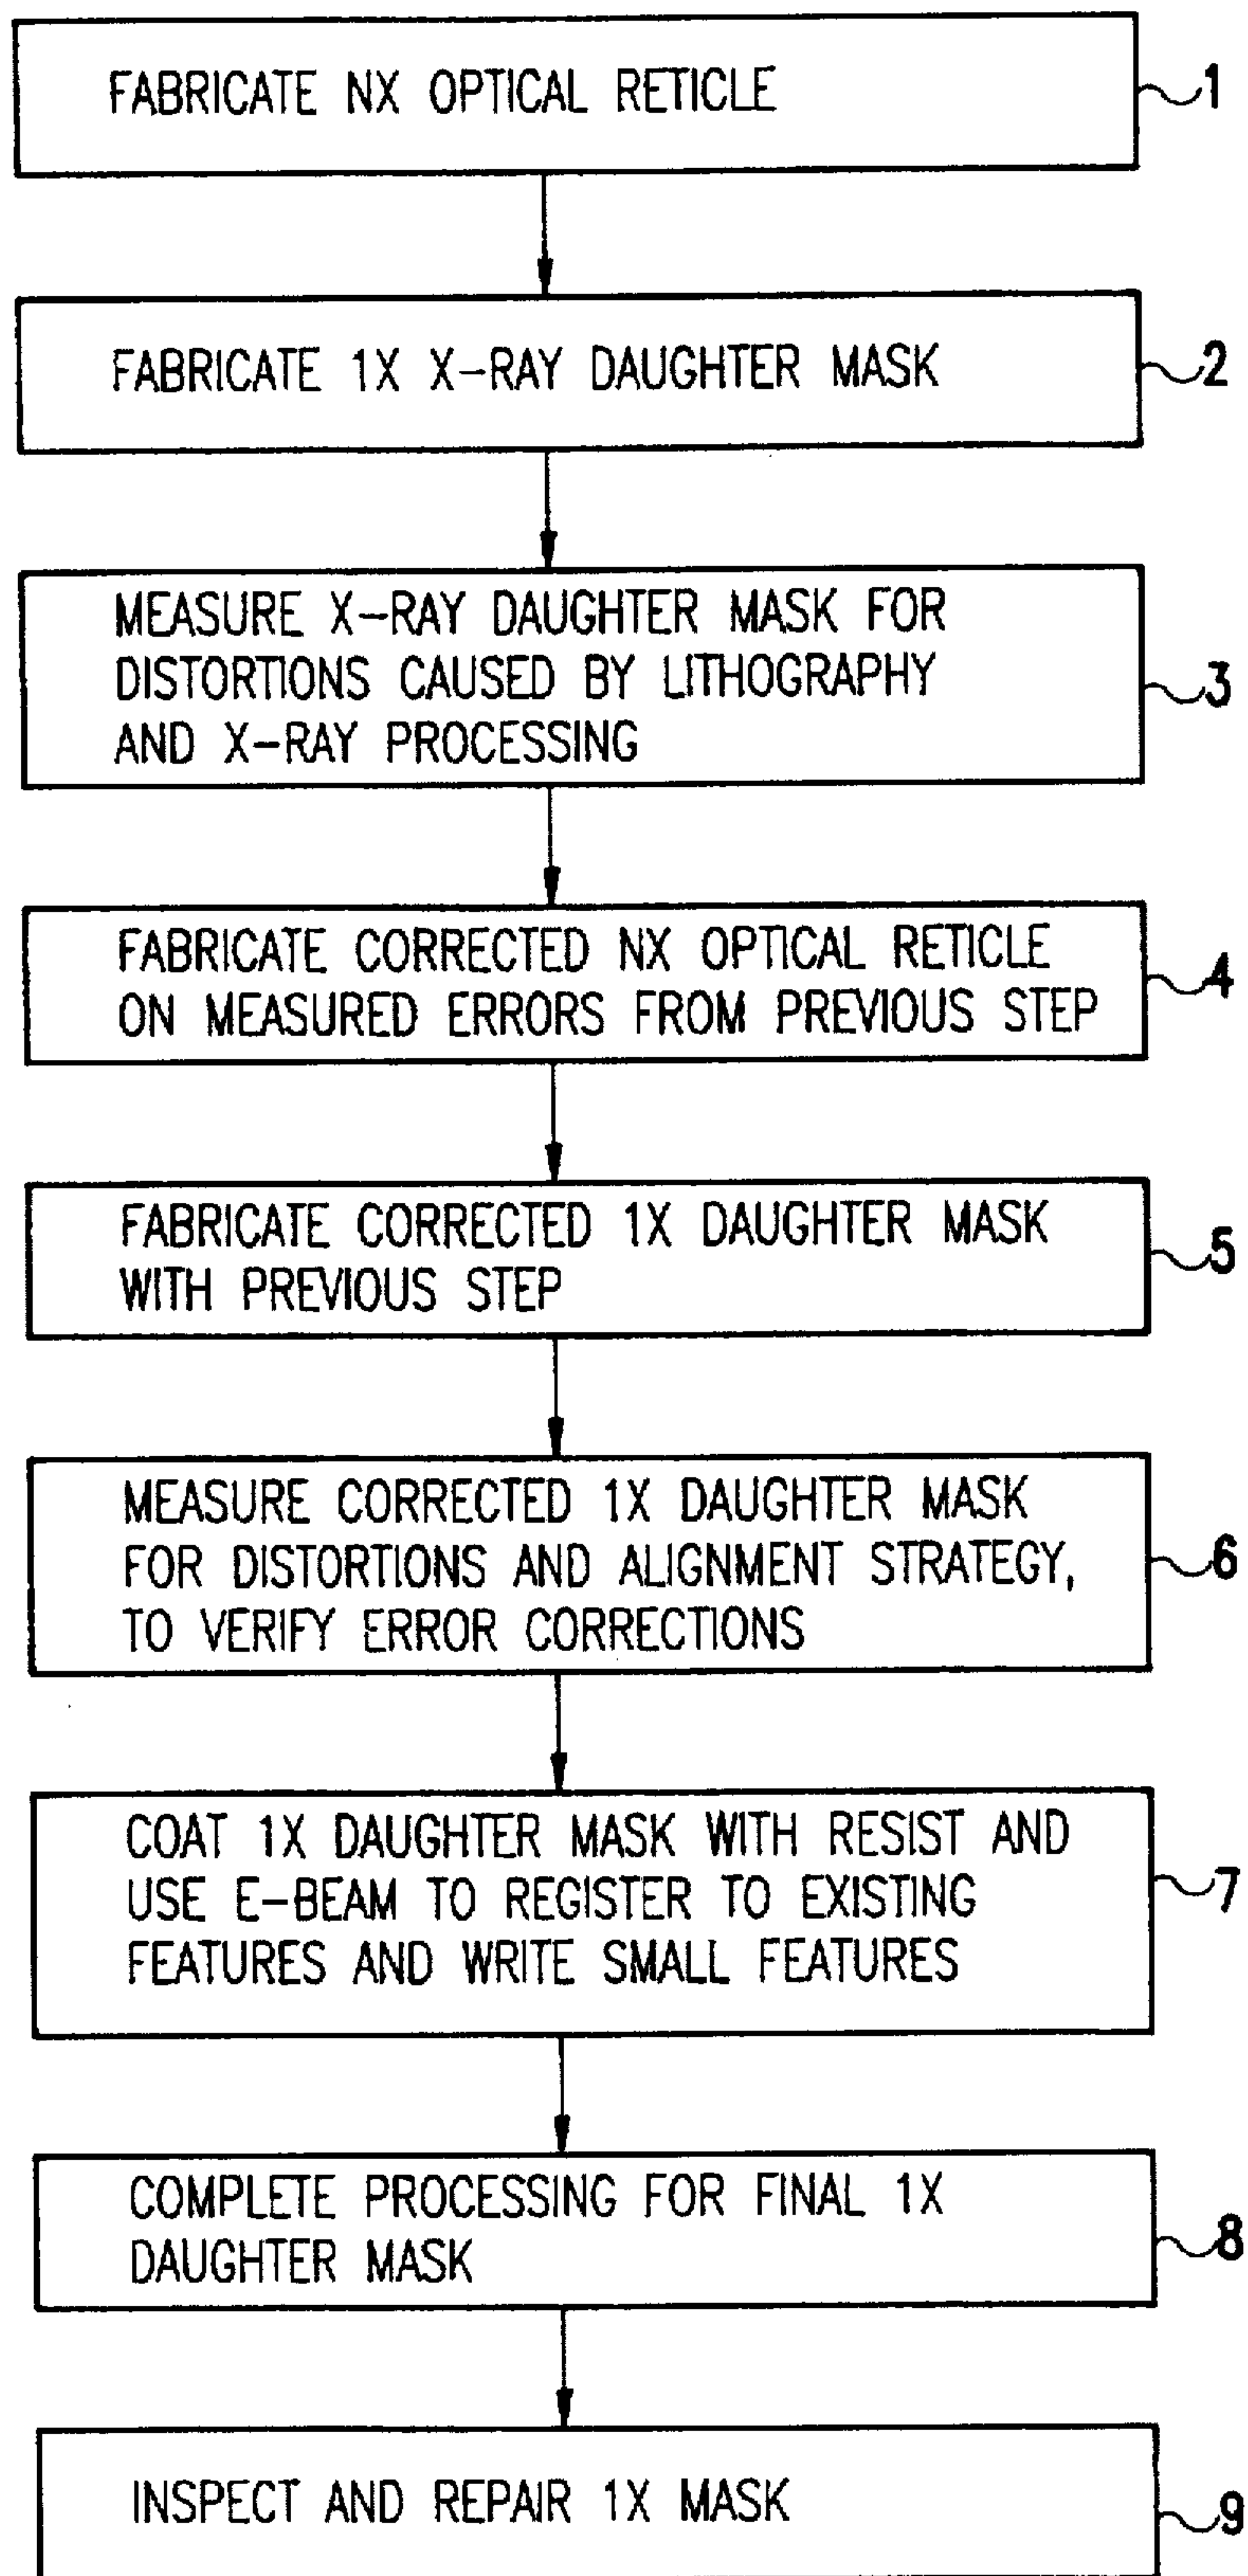 FABRICATE NX OPTICAL RETICLE
1
FABRICATE 1X X-RAY DAUGHTER MASK
2
MEASURE X-RAY DAUGHTER MASK FOR
DISTORTIONS CAUSED BY LITHOGRAPHY
AND X-RAY PROCESSING
3
FABRICATE CORRECTED NX OPTICAL RETICLE
ON MEASURED ERRORS FROM PREVIOUS STEP
4
FABRICATE CORRECTED 1X DAUGHTER MASK
WITH PREVIOUS STEP
5
MEASURE CORRECTED 1X DAUGHTER MASK
FOR DISTORTIONS AND ALIGNMENT STRATEGY,
TO VERIFY ERROR CORRECTIONS
6
COAT 1X DAUGHTER MASK WITH RESIST AND
USE E-BEAM TO REGISTER TO EXISTING
FEATURES AND WRITE SMALL FEATURES
7
COMPLETE PROCESSING FOR FINAL 1X
DAUGHTER MASK
8
INSPECT AND REPAIR 1X MASK
9